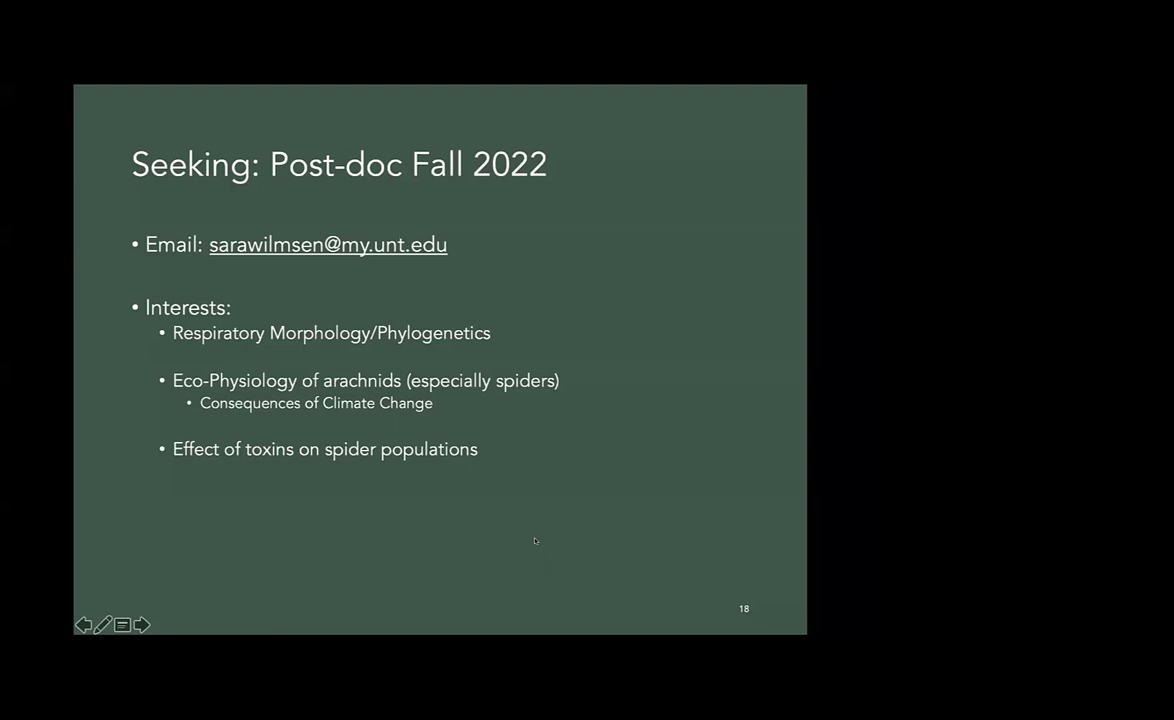 Seeking: Post-doc Fall 2022
• Email: sarawilmsen@my.unt.edu
• Interests:
• Respiratory Morphology/Phylogenetics
• Eco-Physiology of arachnids (especially spiders)
• Consequences of Climate Change
• Effect of toxins on spider populations
18